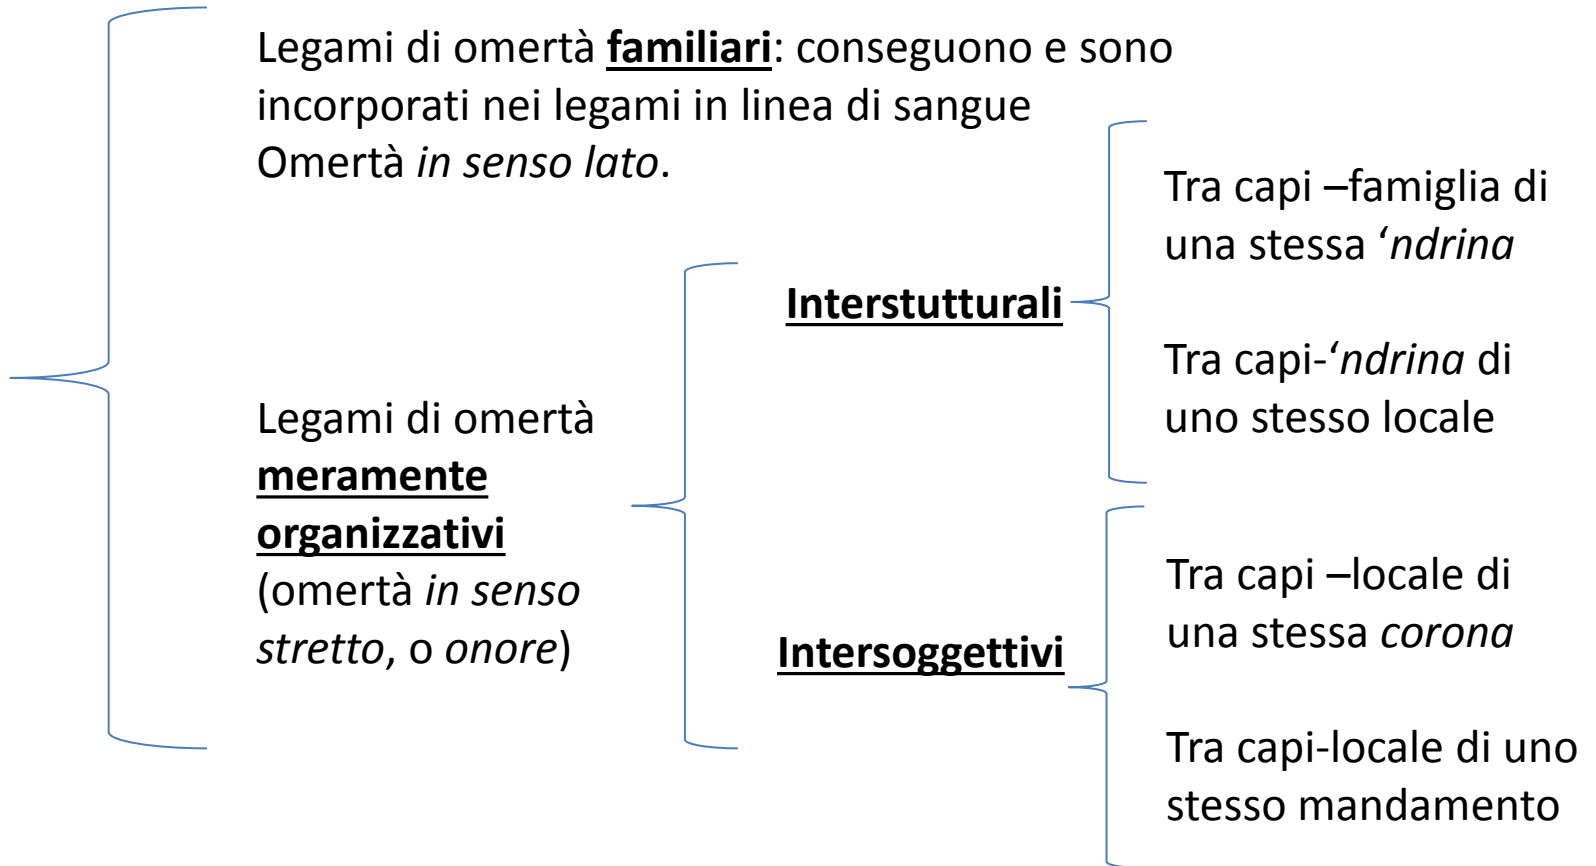 Legami di omertà familiari: conseguono e sono
incorporati nei legami in linea di sangue
Omertà in senso lato.
Legami di omertà
meramente
organizzativi
(omertà in senso
stretto, o onore)
Interstutturali
Tra capi –famiglia di
una stessa ‘ndrina
Tra capi-‘ndrina di
uno stesso locale
Intersoggettivi
Tra capi –locale di
una stessa corona
Tra capi-locale di uno
stesso mandamento